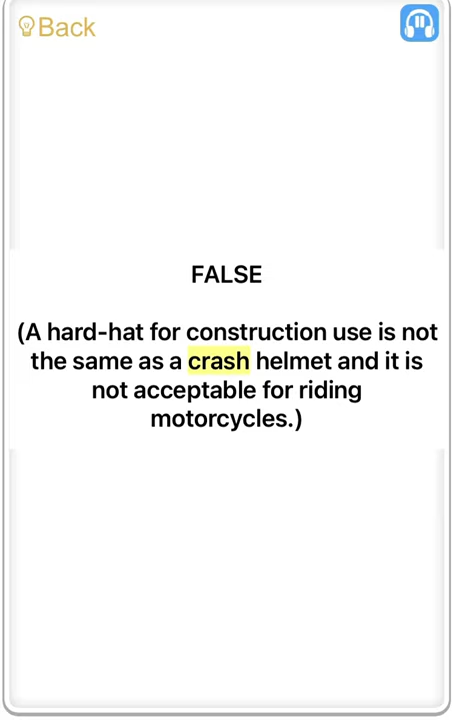 Back
FALSE
(A hard-hat for construction use is not
the same as a crash helmet and it is
not acceptable for riding
motorcycles.)